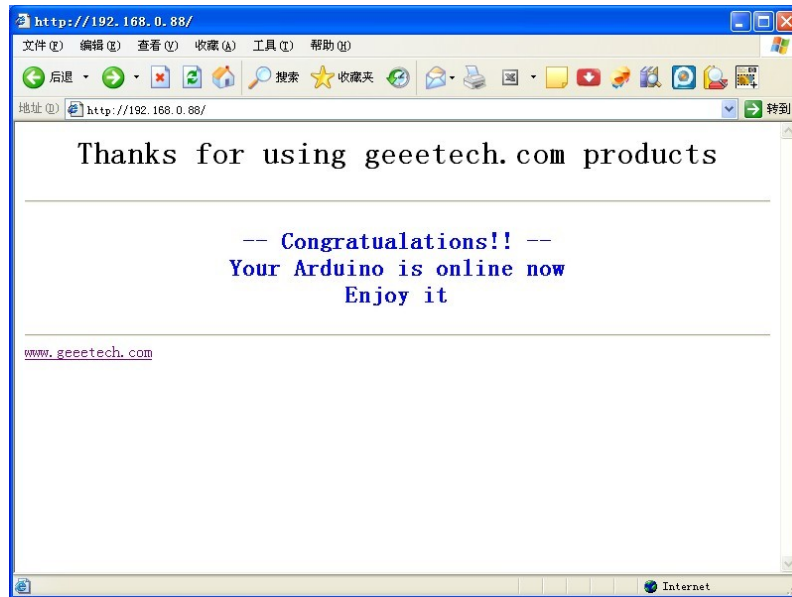 http://192.168.0.88/
文件(F) 编辑(E) 查看(V) 收藏(A) 工具(T) 帮助(H)
后退 搜索 收藏夹
地址(D) http://192.168.0.88/ 转到
Thanks for using geeetech.com products
-- Congratualations!! --
Your Arduino is online now
Enjoy it
www.geeetech.com
Internet